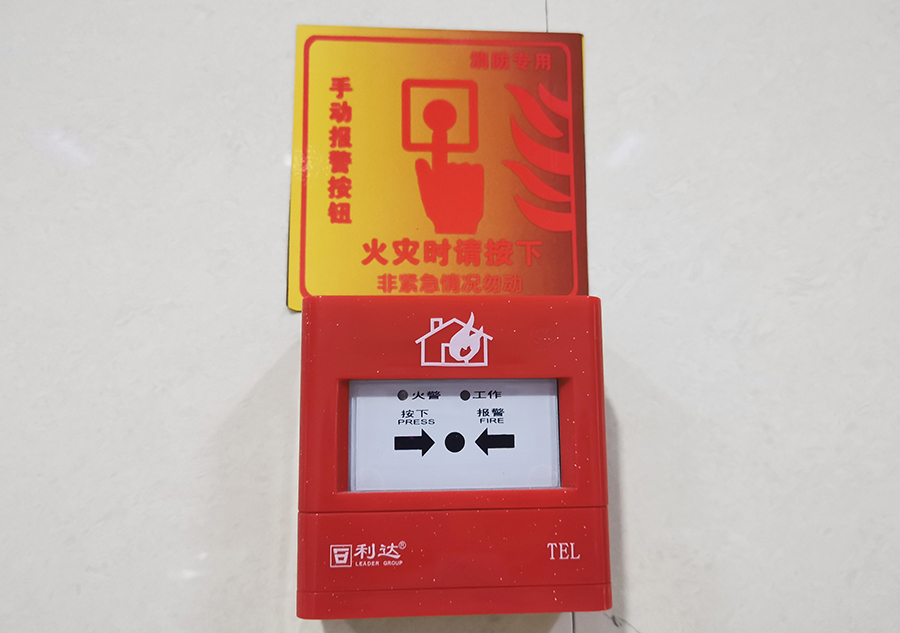 消防专用
手动报警按钮
火灾时请按下
非紧急情况勿动
火警 工作
按下 报警
PRESS FIRE
利达®
LEADER GROUP
TEL